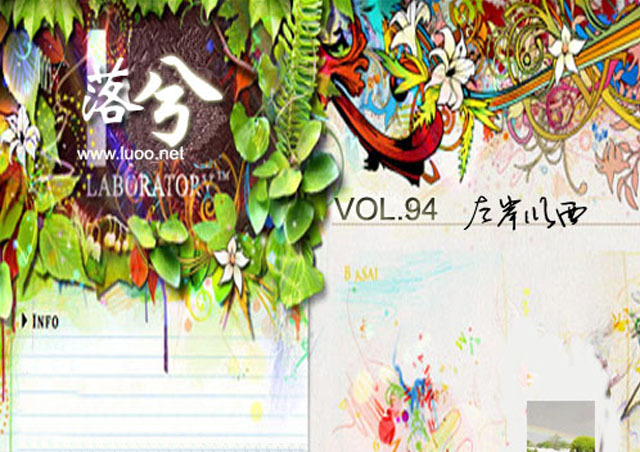 落兮
www.luoo.net
LABORATORY™
VOL.94
左岸以西
INFO
BASAI